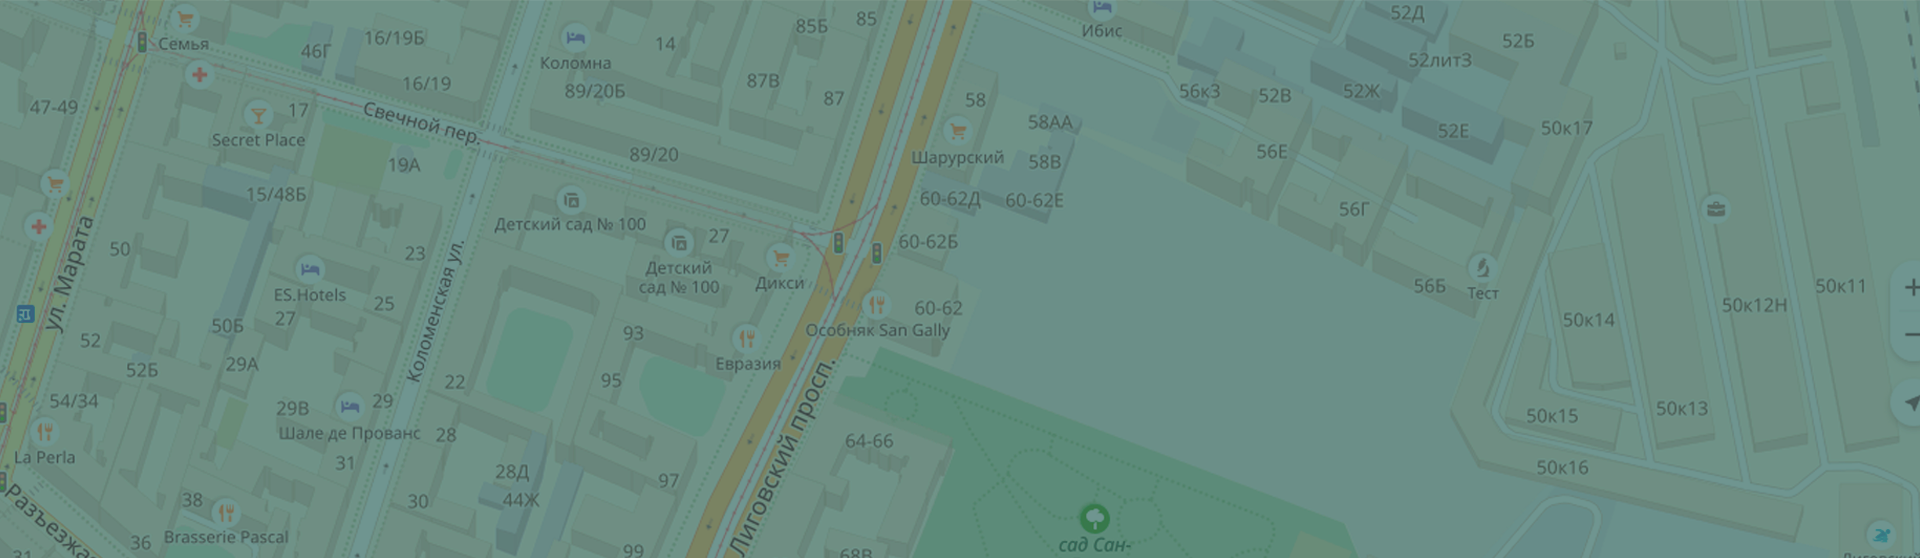 Семья
46Г
16/19Б
16/19
Коломна
89/20Б
14
85Б
85
87В
87
Ибис
52Д
52Б
52литЗ
47-49
17
Secret Place
Свечной пер.
58
58АА
Шарурский
58В
56к3
52В
52Ж
52Е
50к17
56Е
19А
89/20
15/48Б
60-62Д
60-62Е
56Г
Детский сад № 100
27
Детский
сад № 100
Дикси
60-62Б
50
23
ул. Марата
Коломенская ул.
ES.Hotels
27
25
56Б
Тест
50к11
50к12Н
50к14
60-62
Особняк San Gally
93
Евразия
50Б
52
52Б
29А
22
95
Лиговский просп.
54/34
29В
29
Шале де Прованс
28
50к15
50к13
64-66
La Perla
31
28Д
97
50к16
38
30
44Ж
Разъезжа
36
Brasserie Pascal
99
68В
сад Сан-
31